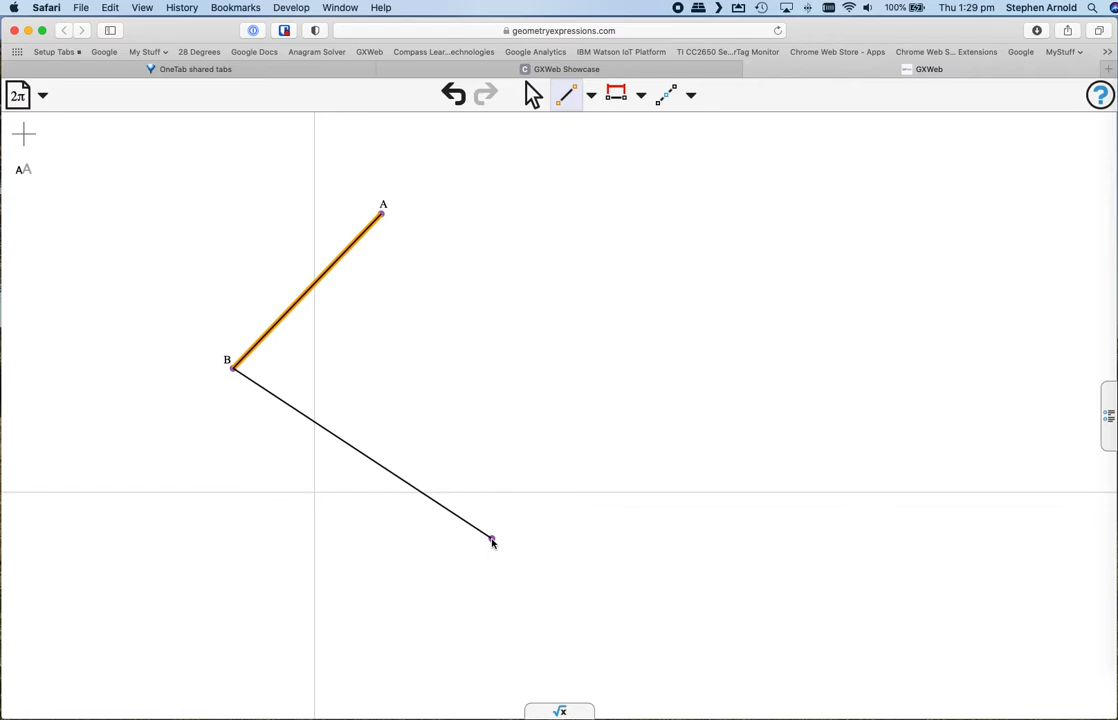 Safari File Edit View History Bookmarks Develop Window Help 100% Thu 1:29 pm Stephen Arnold
geometryexpressions.com
Setup Tabs Google My Stuff 28 Degrees Google Docs Anagram Solver GXWeb Compass Lear...echnologies Google Analytics IBM Watson IoT Platform TI CC2650 Se...rTag Monitor Chrome Web Store - Apps Chrome Web S... Extensions Google MyStuff >>
OneTab shared tabs GXWeb Showcase GXWeb
2π ?
AA
A
B
√x